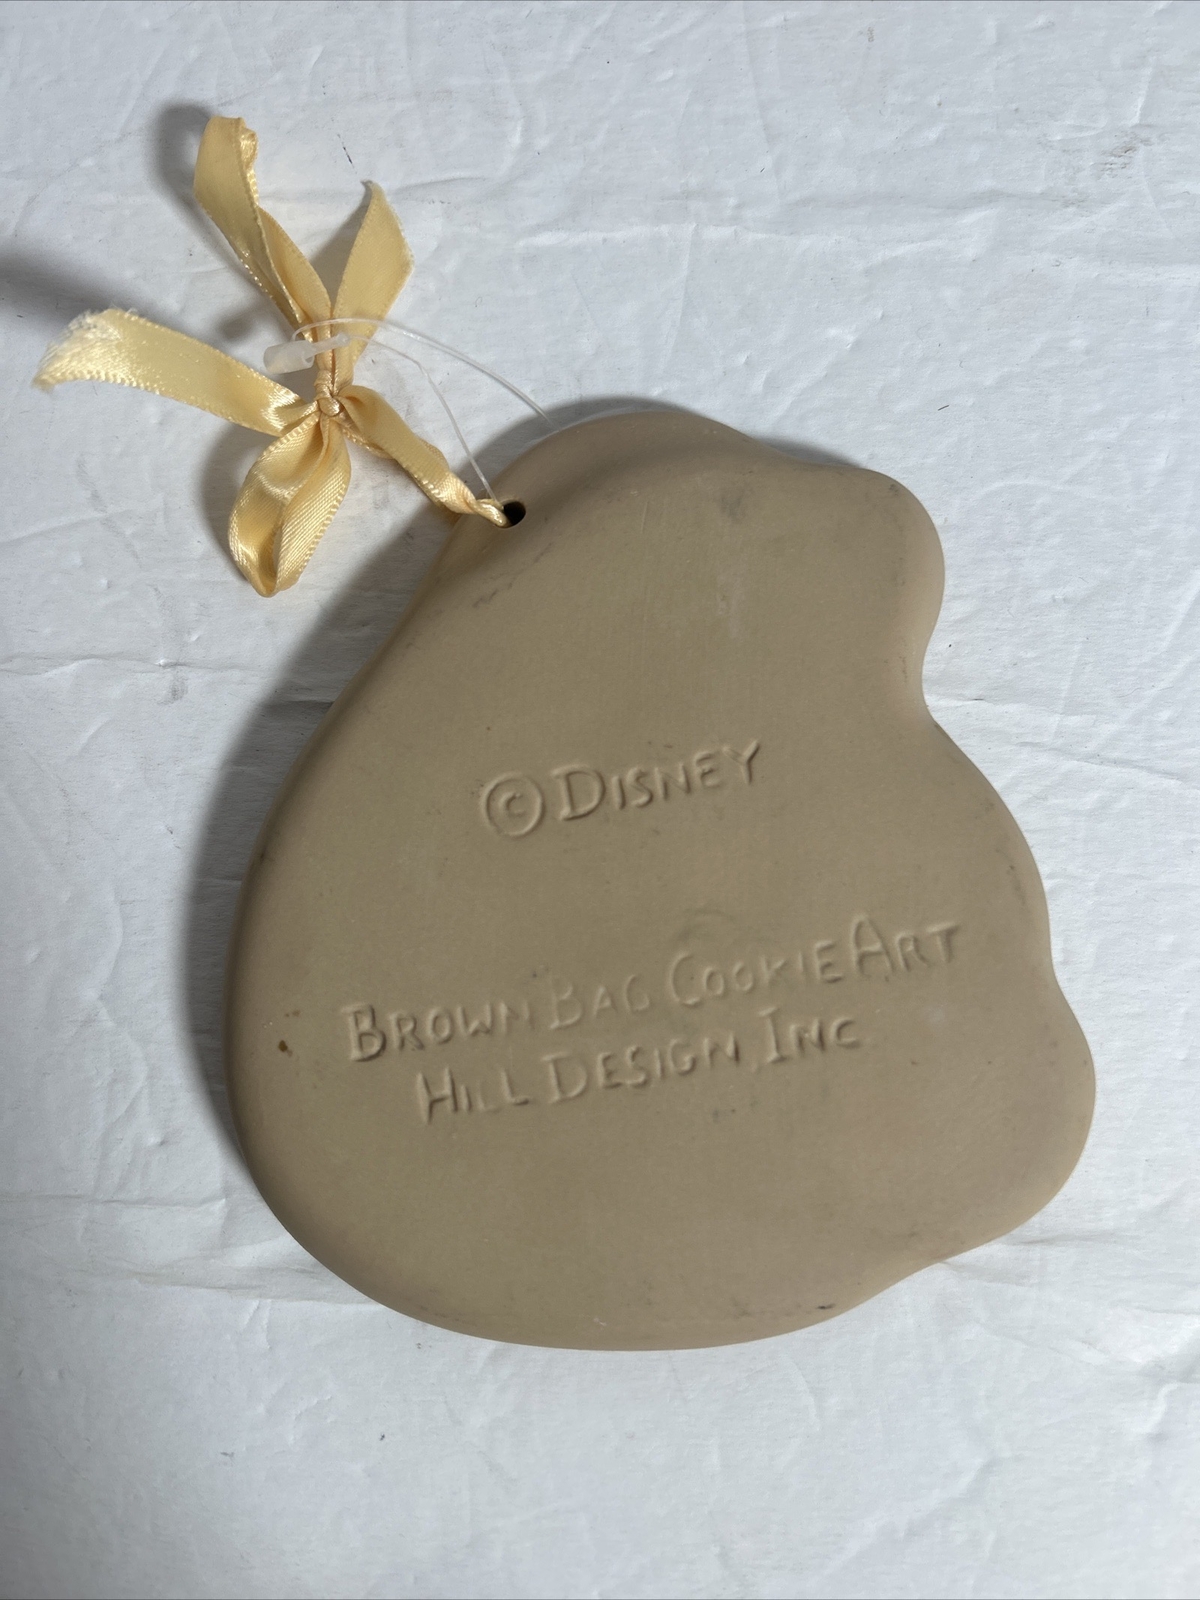 © DISNEY
BROWN BAG COOKIE ART
HILL DESIGN, INC